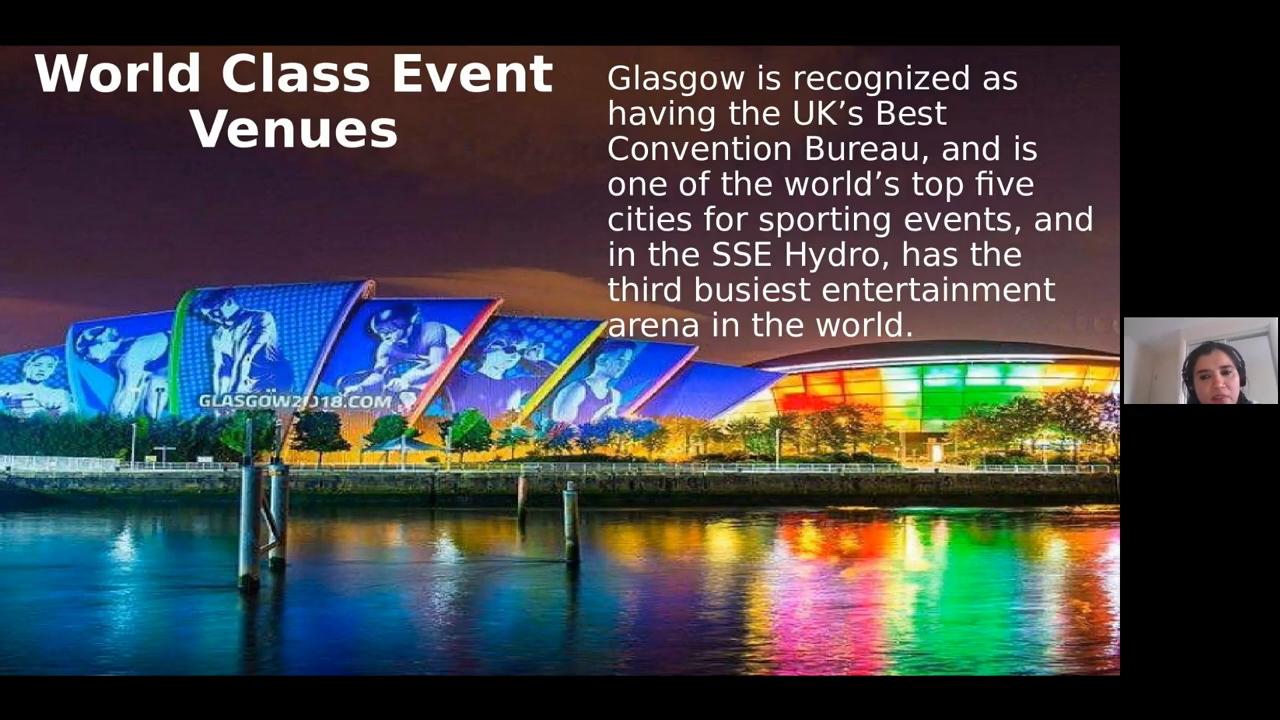 World Class Event
Venues
Glasgow is recognized as
having the UK’s Best
Convention Bureau, and is
one of the world’s top five
cities for sporting events, and
in the SSE Hydro, has the
third busiest entertainment
arena in the world.
GLASGOW2018.COM